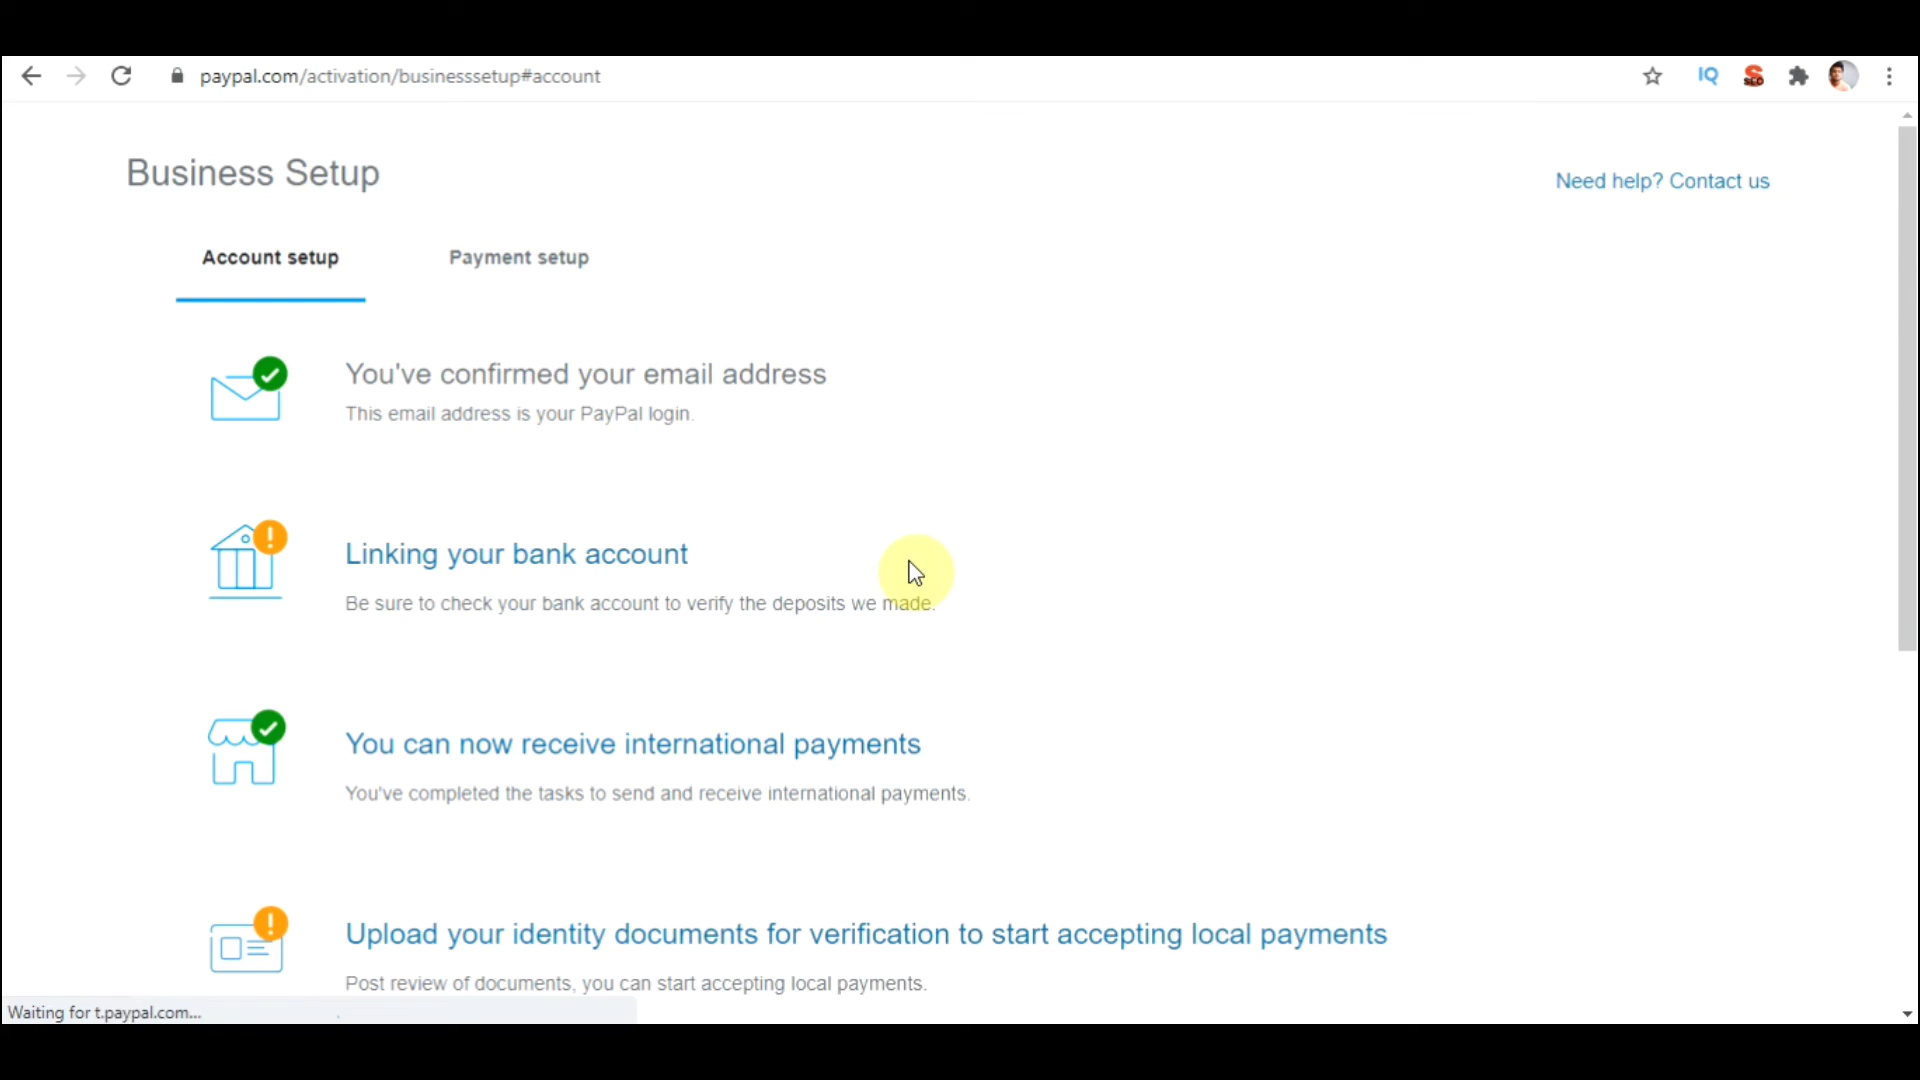 paypal.com/activation/businesssetup#account
IQ
SEO
Business Setup
Need help? Contact us
Account setup
Payment setup
You've confirmed your email address
This email address is your PayPal login.
Linking your bank account
Be sure to check your bank account to verify the deposits we made.
You can now receive international payments
You've completed the tasks to send and receive international payments.
Upload your identity documents for verification to start accepting local payments
Post review of documents, you can start accepting local payments.
Waiting for t.paypal.com...